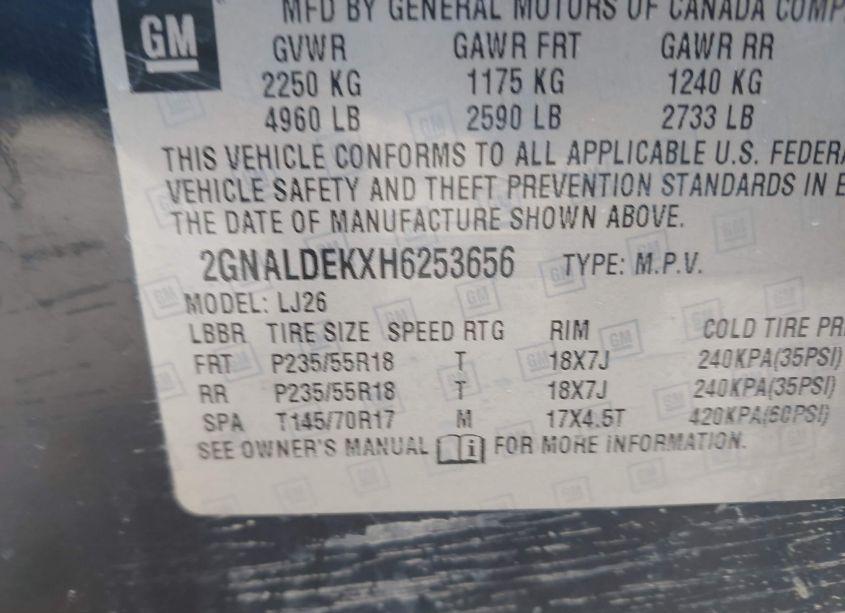 GM
MFD BY GENERAL MOTORS OF CANADA COMP
GVWR GAWR FRT GAWR RR
2250 KG 1175 KG 1240 KG
4960 LB 2590 LB 2733 LB
THIS VEHICLE CONFORMS TO ALL APPLICABLE U.S. FEDERA
VEHICLE SAFETY AND THEFT PREVENTION STANDARDS IN E
THE DATE OF MANUFACTURE SHOWN ABOVE.
2GNALDEKXH6253656 TYPE: M.P.V.
MODEL: LJ26
LBBR TIRE SIZE SPEED RTG RIM COLD TIRE PR
FRT P235/55R18 T 18X7J 240KPA(35PSI)
RR P235/55R18 T 18X7J 240KPA(35PSI)
SPA T145/70R17 M 17X4.5T 420KPA(60PSI)
SEE OWNER'S MANUAL i FOR MORE INFORMATION.